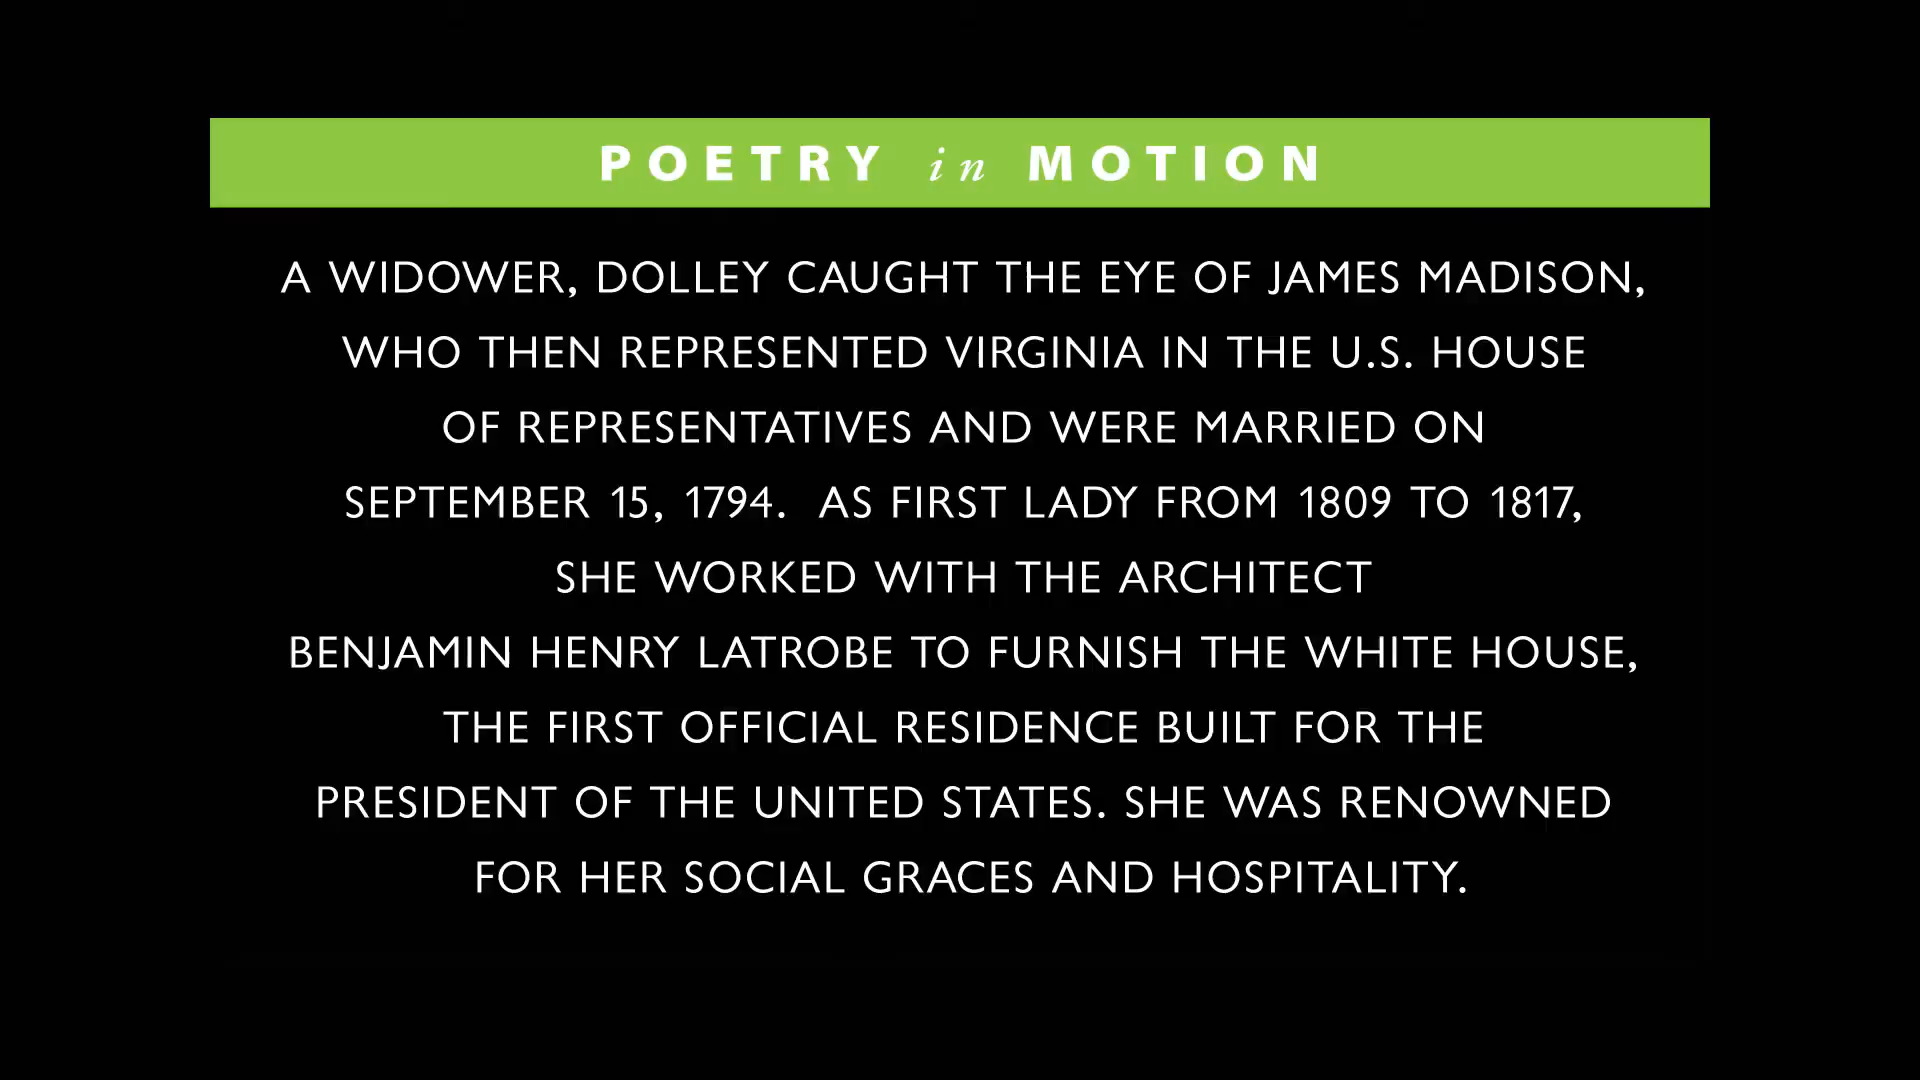 POETRY in MOTION
A WIDOWER, DOLLEY CAUGHT THE EYE OF JAMES MADISON,
WHO THEN REPRESENTED VIRGINIA IN THE U.S. HOUSE
OF REPRESENTATIVES AND WERE MARRIED ON
SEPTEMBER 15, 1794.  AS FIRST LADY FROM 1809 TO 1817,
SHE WORKED WITH THE ARCHITECT
BENJAMIN HENRY LATROBE TO FURNISH THE WHITE HOUSE,
THE FIRST OFFICIAL RESIDENCE BUILT FOR THE
PRESIDENT OF THE UNITED STATES. SHE WAS RENOWNED
FOR HER SOCIAL GRACES AND HOSPITALITY.